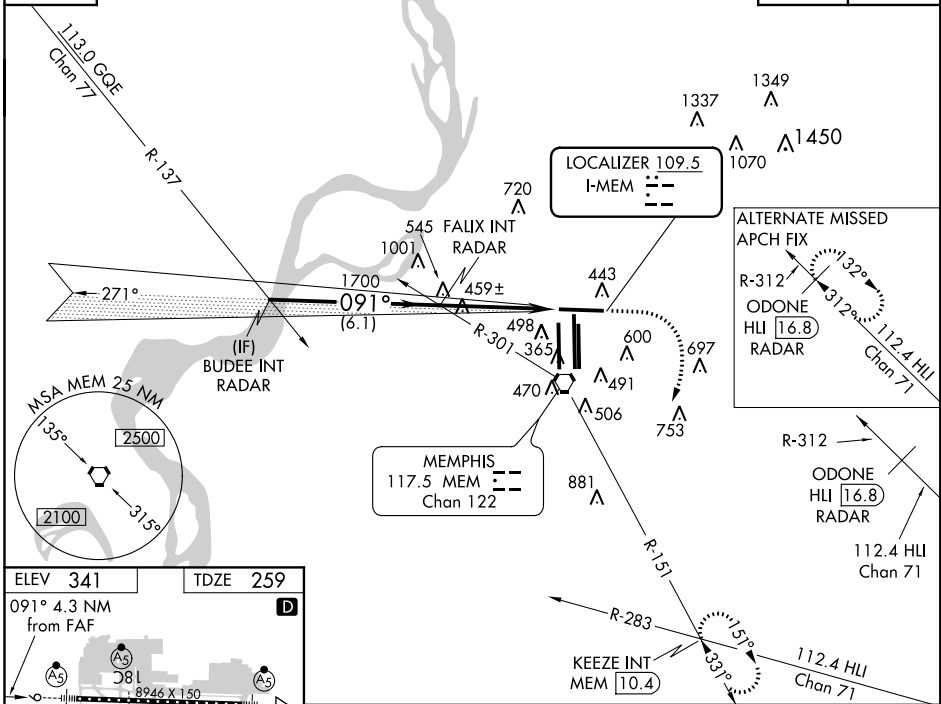 113.0 GQE
Chan 77
R-137
1349
1337
1450
1070
LOCALIZER 109.5
I-MEM
720
545
FALIX INT
RADAR
1001
ALTERNATE MISSED
APCH FIX
R-312
132°
312°
ODONE
HLI 16.8
RADAR
112.4 HLI
Chan 71
271°
1700
091°
(6.1)
459±
443
R-301
498
365
600
697
(IF)
BUDEE INT
RADAR
470
491
506
753
MSA MEM 25 NM
135°
2500
2100
315°
MEMPHIS
117.5 MEM
Chan 122
881
R-312
ODONE
HLI 16.8
RADAR
112.4 HLI
Chan 71
R-151
R-283
KEEZE INT
MEM 10.4
151°
331°
112.4 HLI
Chan 71
ELEV 341
TDZE 259
D
091° 4.3 NM
from FAF
A5
A5
A5
18C
8946 X 150